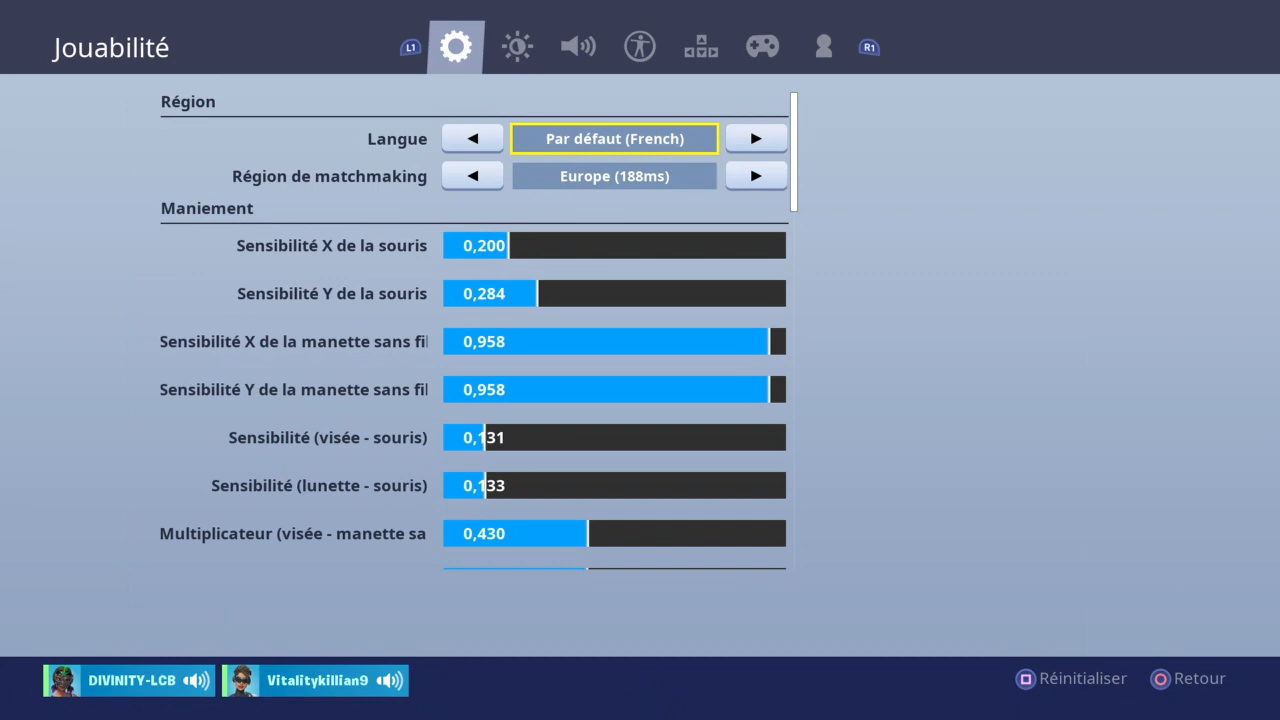 Jouabilité
L1
R1
Région
Langue
Par défaut (French)
Région de matchmaking
Europe (188ms)
Maniement
Sensibilité X de la souris
0,200
Sensibilité Y de la souris
0,284
Sensibilité X de la manette sans fil
0,958
Sensibilité Y de la manette sans fil
0,958
Sensibilité (visée - souris)
0,131
Sensibilité (lunette - souris)
0,133
Multiplicateur (visée - manette sa
0,430
DIVINITY-LCB
Vitalitykillian9
Réinitialiser
Retour